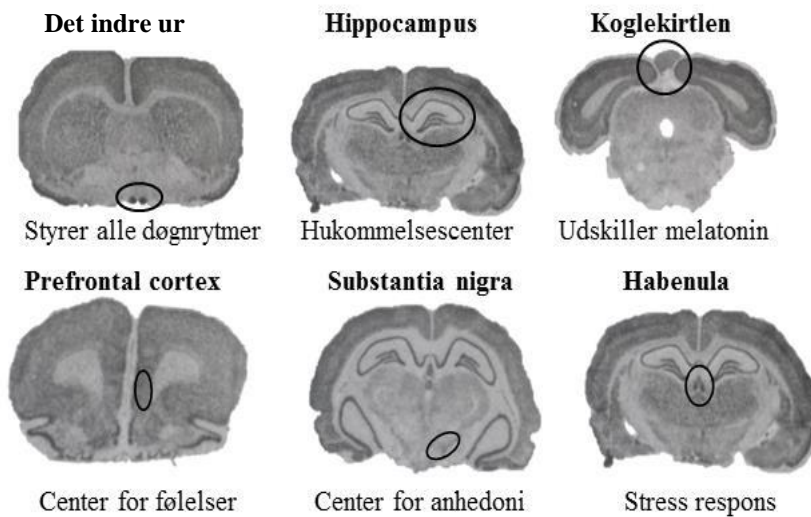 Det indre ur
Hippocampus
Koglekirtlen
Styrer alle døgnrytmer
Hukommelsescenter
Udskiller melatonin
Prefrontal cortex
Substantia nigra
Habenula
Center for følelser
Center for anhedoni
Stress respons